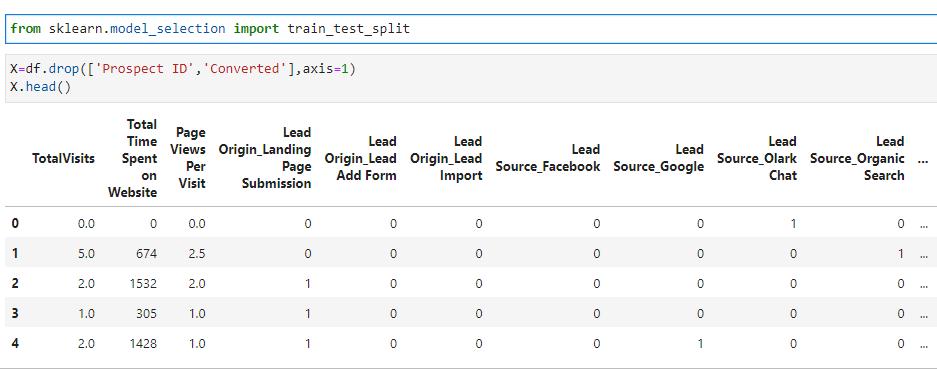 from sklearn.model_selection import train_test_split
X=df.drop(['Prospect ID','Converted'],axis=1)
X.head()
TotalVisits Total Time Spent on Website Page Views Per Visit Lead Origin_Landing Page Submission Lead Origin_Lead Add Form Lead Origin_Lead Import Lead Source_Facebook Lead Source_Google Lead Source_Olark Chat Lead Source_Organic Search ...
0 0.0 0 0.0 0 0 0 0 0 1 0 ...
1 5.0 674 2.5 0 0 0 0 0 0 1 ...
2 2.0 1532 2.0 1 0 0 0 0 0 0 ...
3 1.0 305 1.0 1 0 0 0 0 0 0 ...
4 2.0 1428 1.0 1 0 0 0 1 0 0 ...